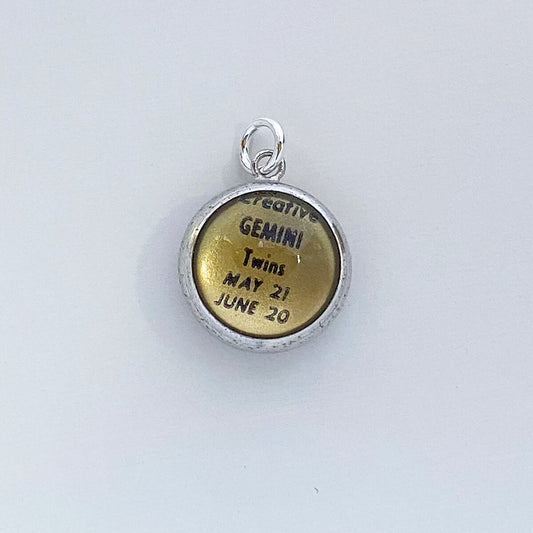 Creative
GEMINI
Twins
MAY 21
JUNE 20